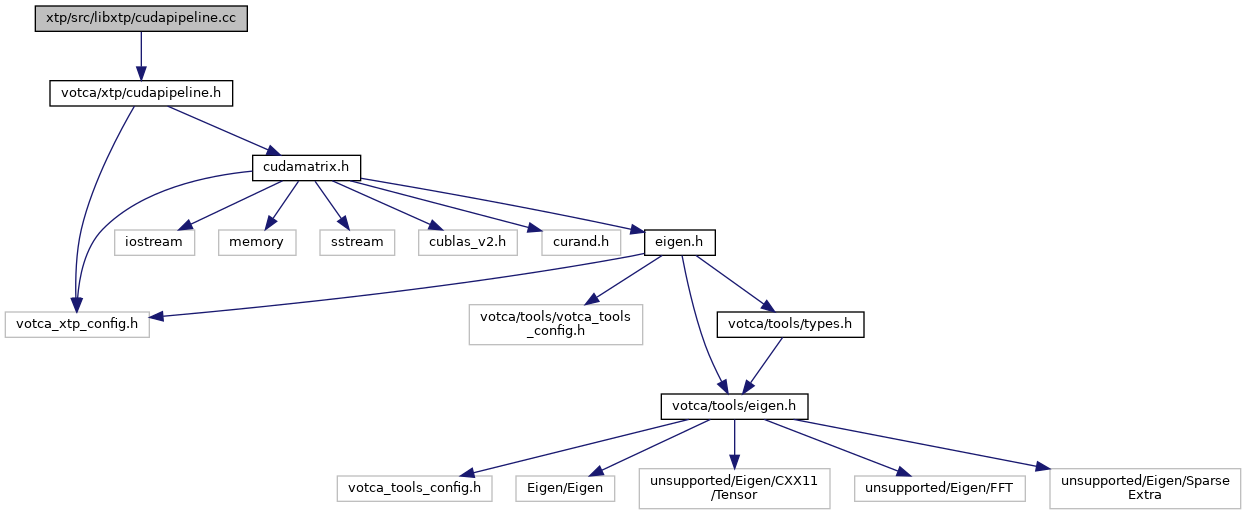 xtp/src/libxtp/cudapipeline.cc
votca/xtp/cudapipeline.h
cudamatrix.h
iostream
memory
sstream
cublas_v2.h
curand.h
eigen.h
votca_xtp_config.h
votca/tools/votca_tools
_config.h
votca/tools/types.h
votca/tools/eigen.h
votca_tools_config.h
Eigen/Eigen
unsupported/Eigen/CXX11
/Tensor
unsupported/Eigen/FFT
unsupported/Eigen/Sparse
Extra